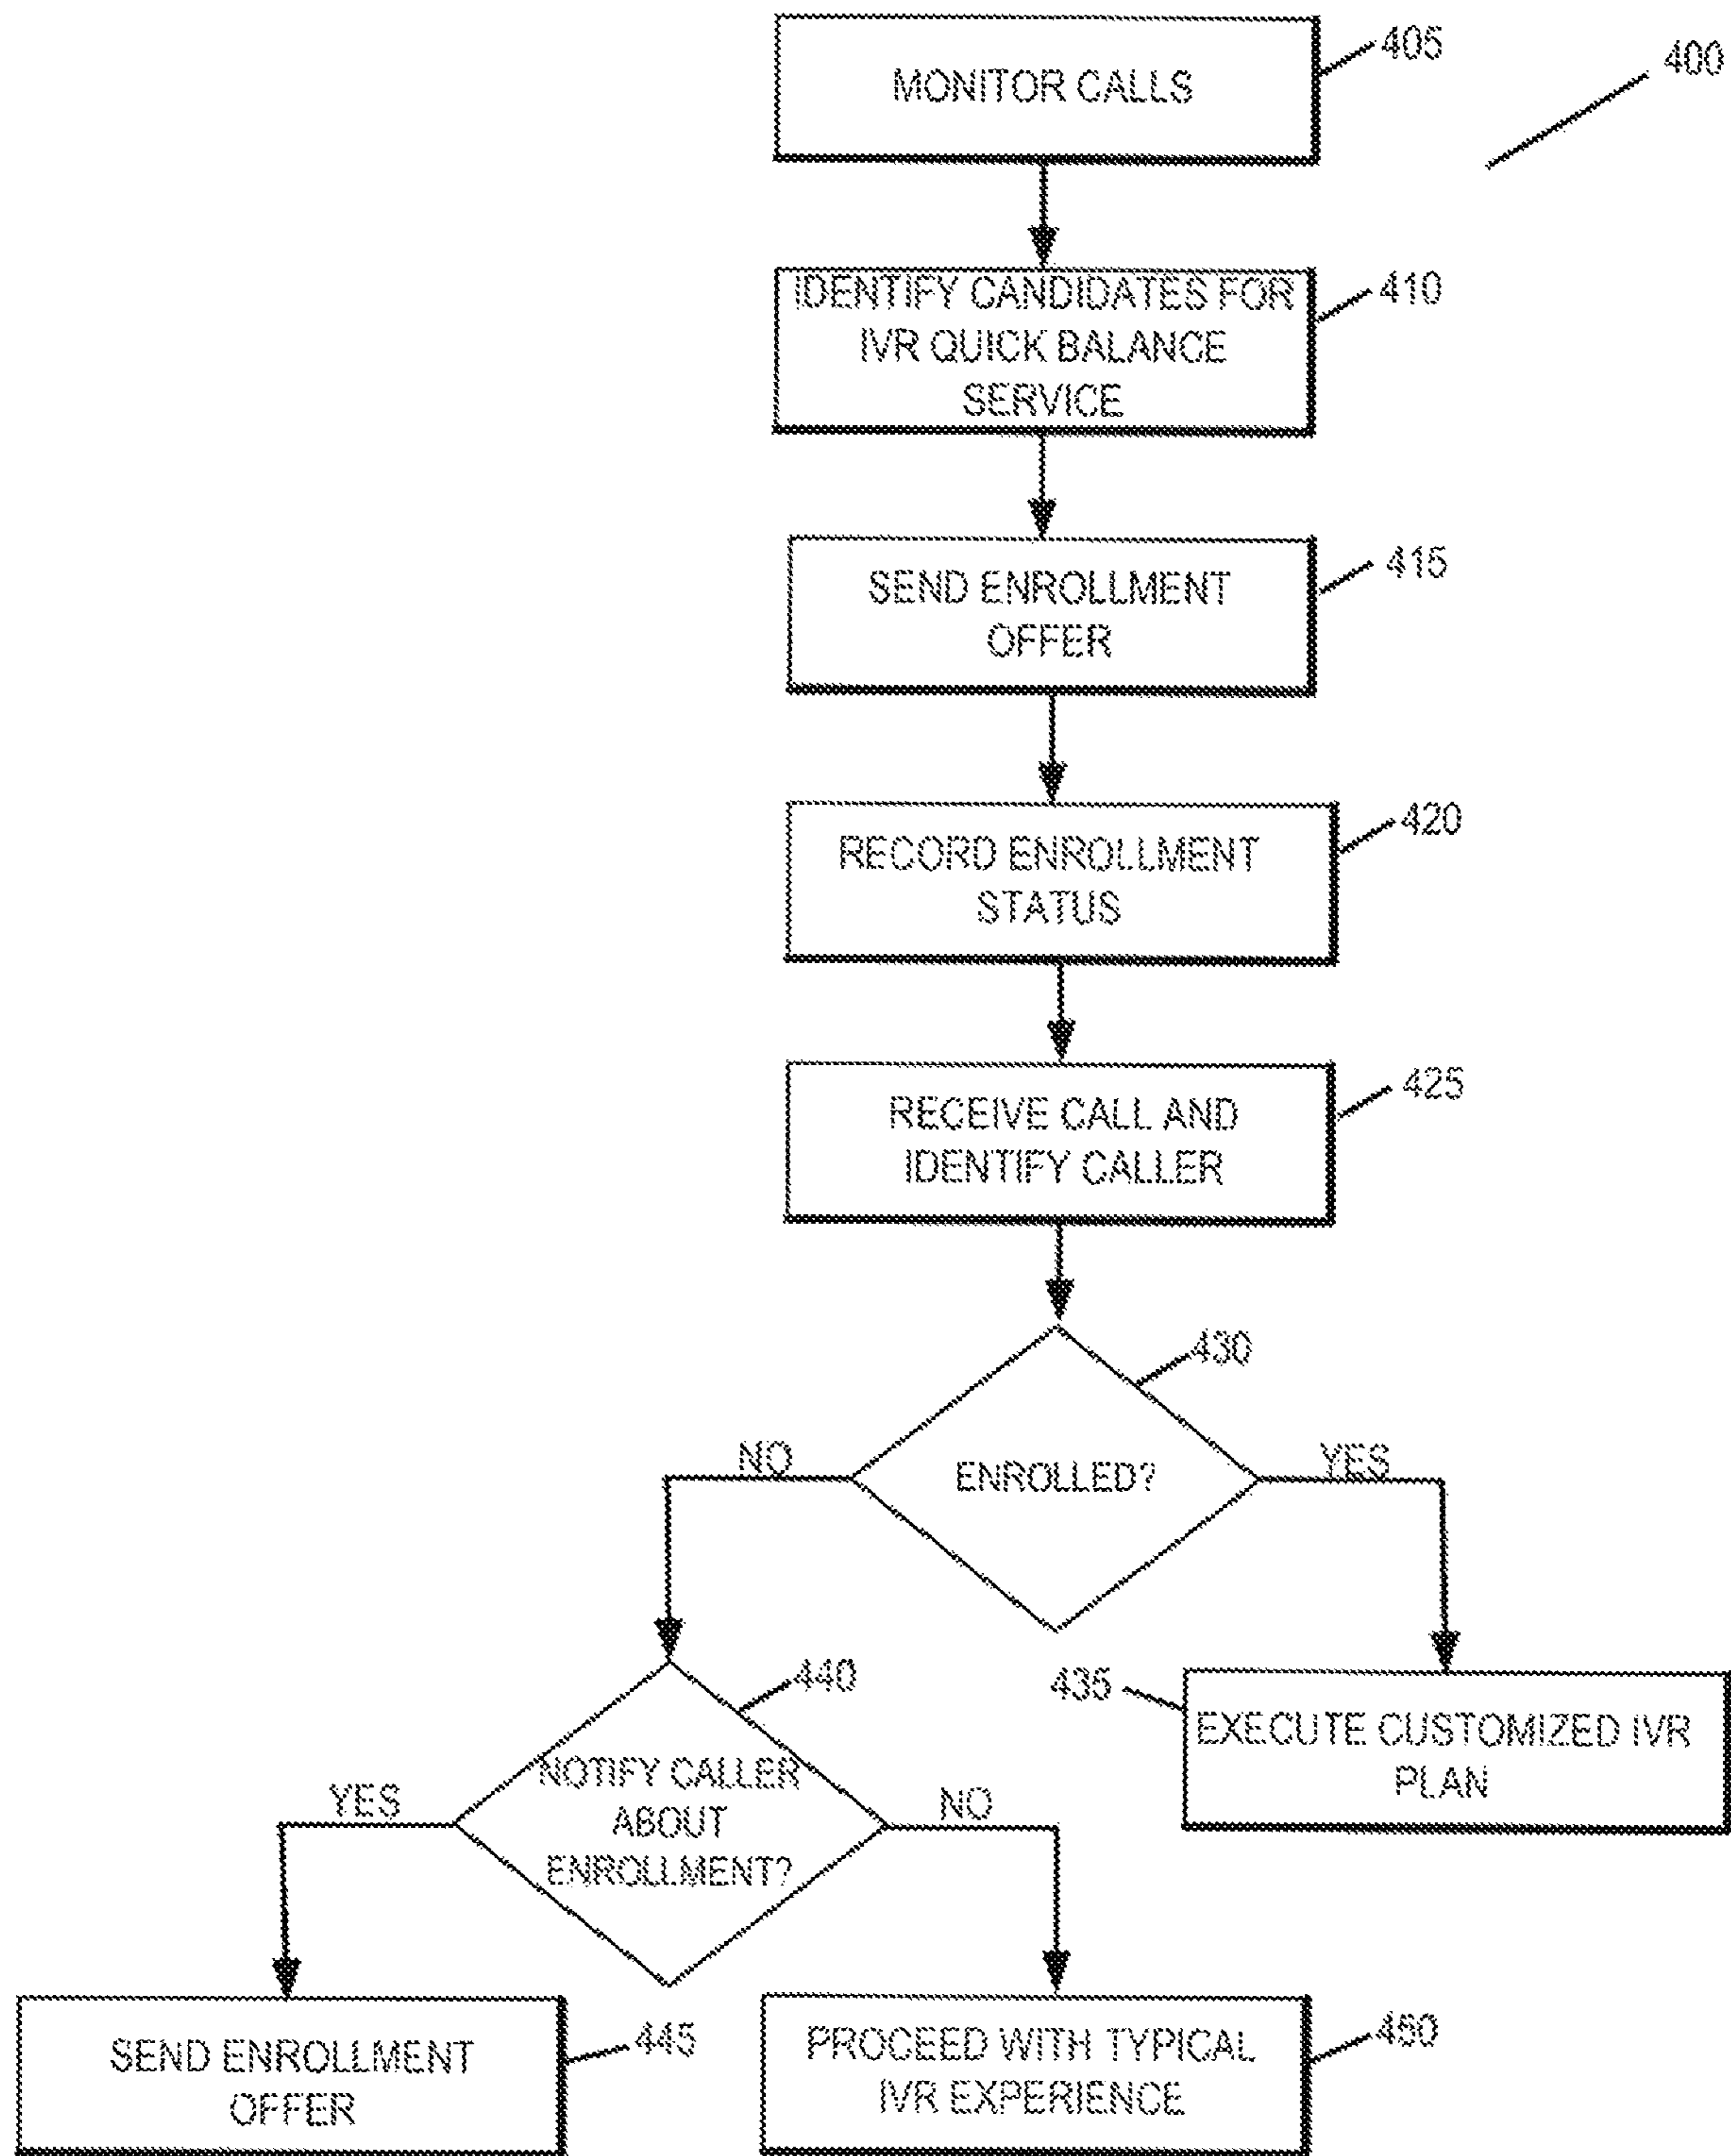 MONITOR CALLS
405
400
IDENTIFY CANDIDATES FOR
IVR QUICK BALANCE
SERVICE
410
SEND ENROLLMENT
OFFER
415
RECORD ENROLLMENT
STATUS
420
RECEIVE CALL AND
IDENTIFY CALLER
425
430
NO
ENROLLED?
YES
440
435
EXECUTE CUSTOMIZED IVR
PLAN
YES
NOTIFY CALLER
ABOUT
ENROLLMENT?
NO
SEND ENROLLMENT
OFFER
445
PROCEED WITH TYPICAL
IVR EXPERIENCE
450